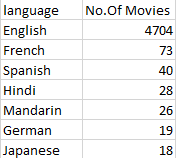 language No.Of Movies
English 4704
French 73
Spanish 40
Hindi 28
Mandarin 26
German 19
Japanese 18